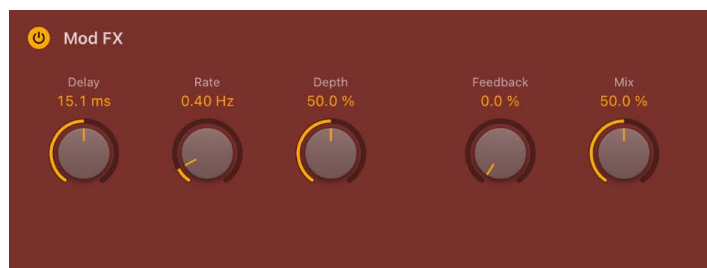 Mod FX
Delay Rate Depth Feedback Mix
15.1 ms 0.40 Hz 50.0 % 0.0 % 50.0 %